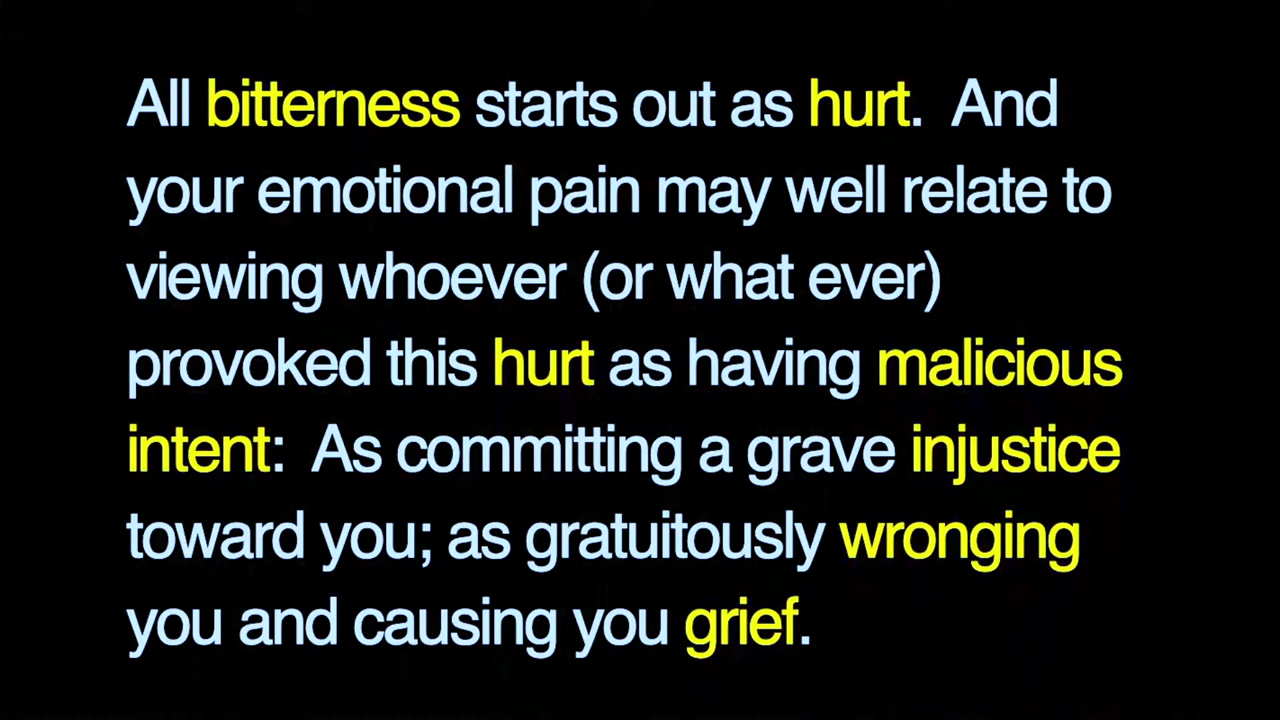 All bitterness starts out as hurt.  And
your emotional pain may well relate to
viewing whoever (or what ever)
provoked this hurt as having malicious
intent:  As committing a grave injustice
toward you; as gratuitously wronging
you and causing you grief.